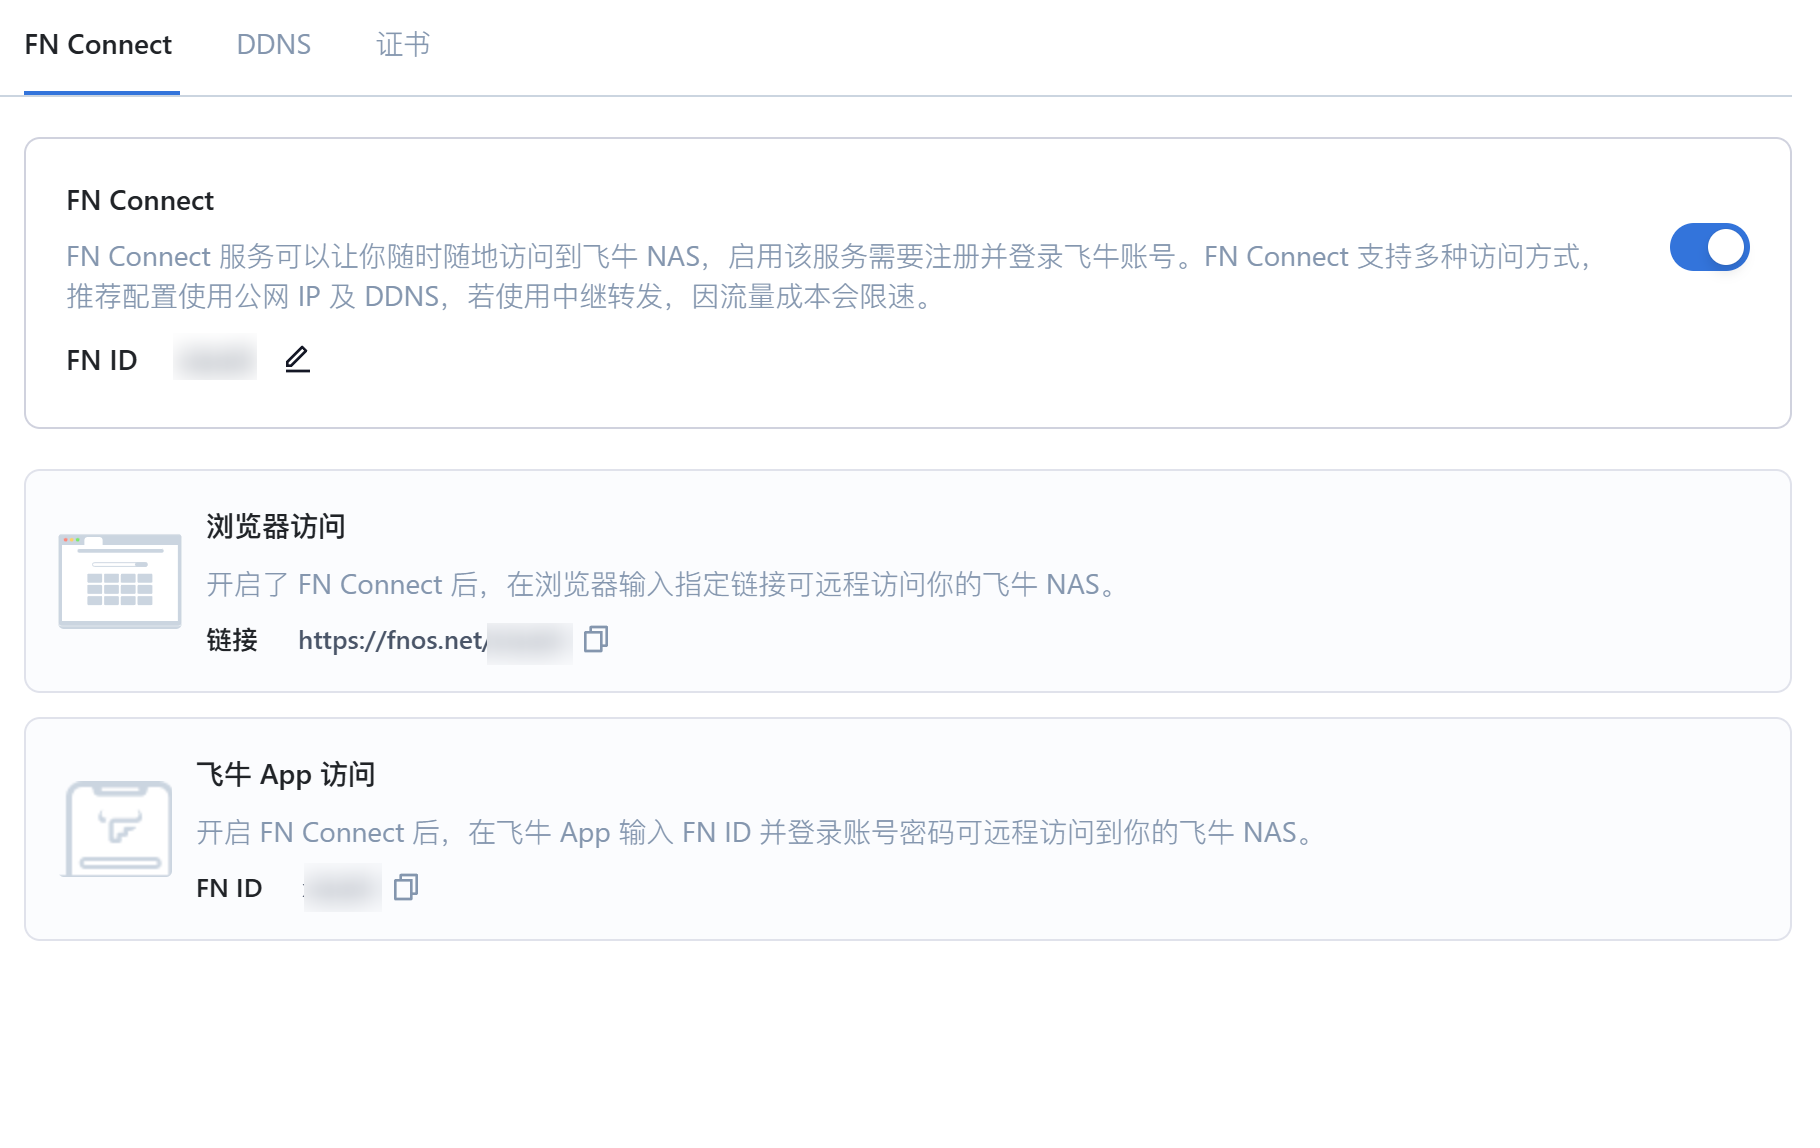 FN Connect DDNS 证书
FN Connect
FN Connect 服务可以让你随时随地访问到飞牛 NAS，启用该服务需要注册并登录飞牛账号。FN Connect 支持多种访问方式，
推荐配置使用公网 IP 及 DDNS，若使用中继转发，因流量成本会限速。
FN ID
浏览器访问
开启了 FN Connect 后，在浏览器输入指定链接可远程访问你的飞牛 NAS。
链接 https://fnos.net/
飞牛 App 访问
开启 FN Connect 后，在飞牛 App 输入 FN ID 并登录账号密码可远程访问到你的飞牛 NAS。
FN ID